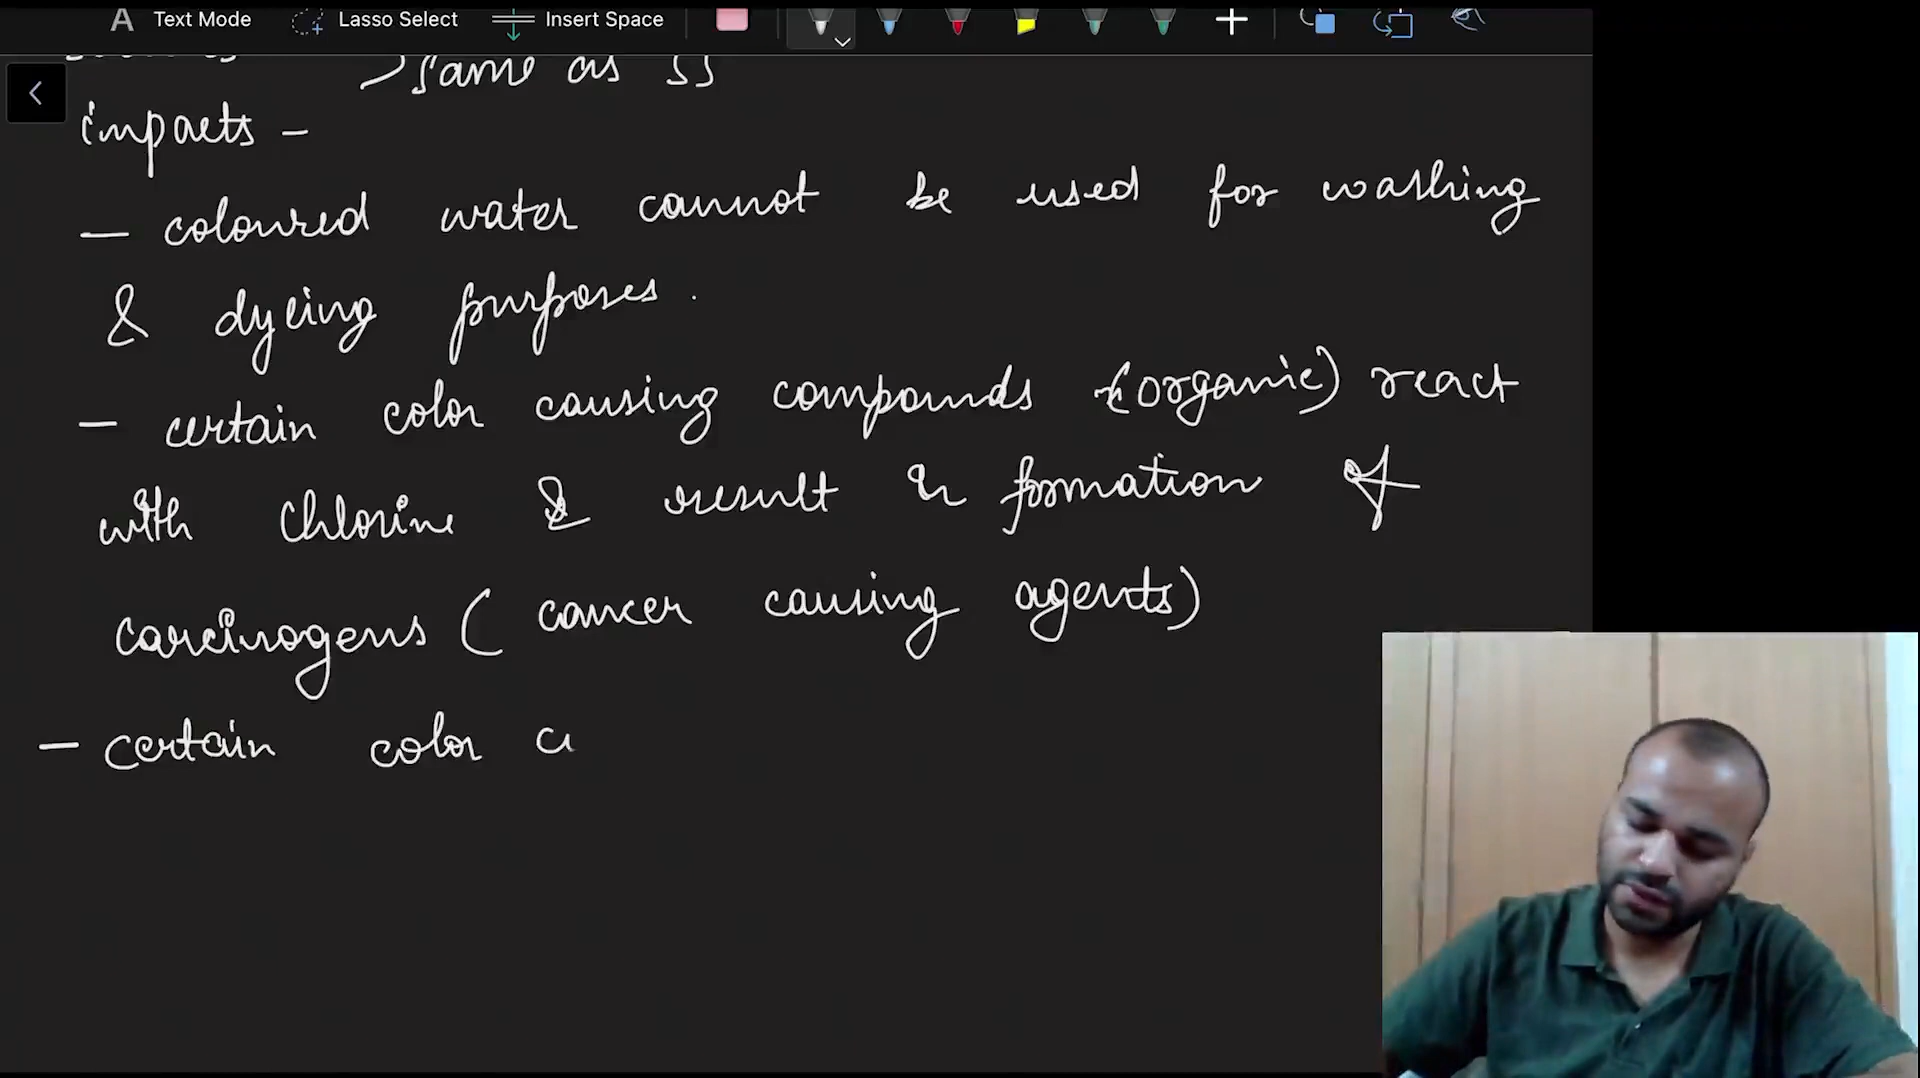 Text Mode Lasso Select Insert Space
same as SS
impacts -
- coloured water cannot be used for washing
& dyeing purposes.
- certain color causing compounds (organic) react
with chlorine & result in formation of
carcinogens ( cancer causing agents)
- certain color ca